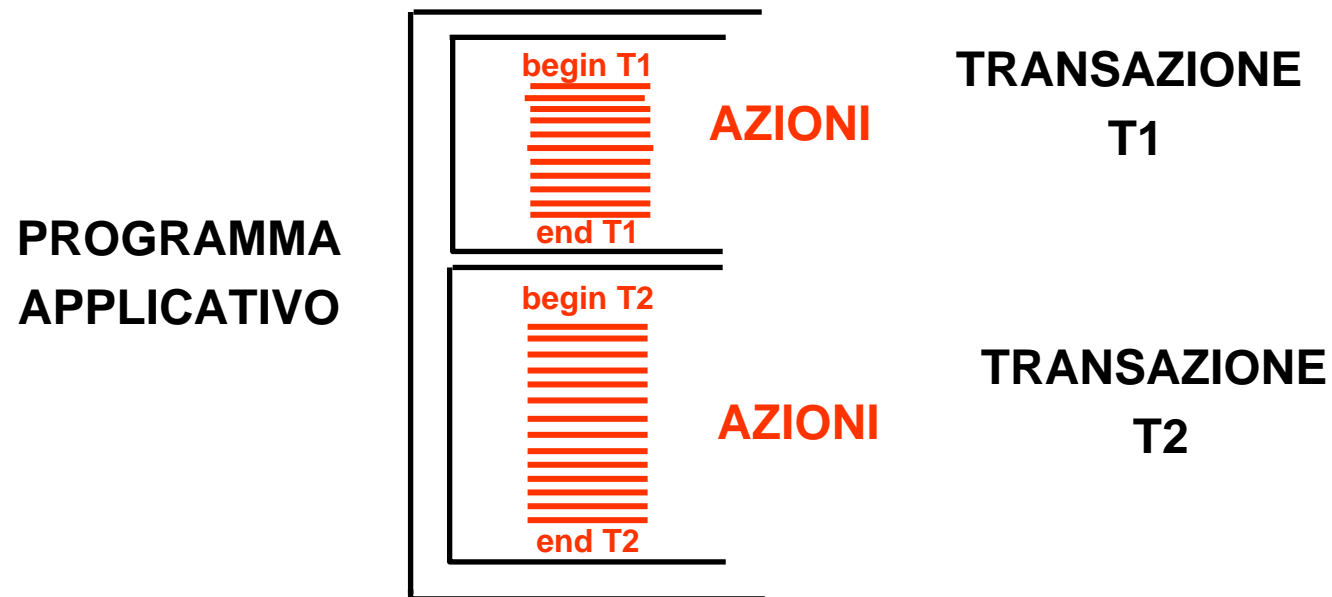 PROGRAMMA
APPLICATIVO
begin T1
end T1
AZIONI
TRANSAZIONE
T1
begin T2
end T2
AZIONI
TRANSAZIONE
T2